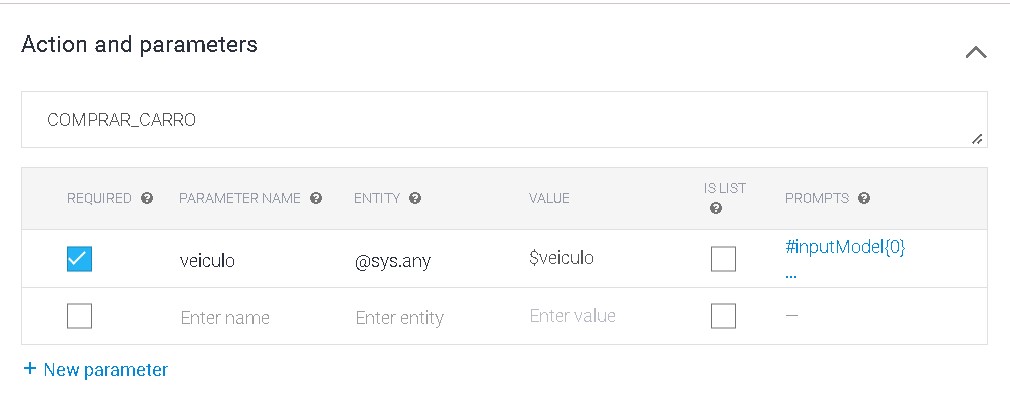 Action and parameters
COMPRAR_CARRO
REQUIRED PARAMETER NAME ENTITY VALUE IS LIST PROMPTS
veiculo @sys.any $veiculo #inputModel{0}
...
Enter name Enter entity Enter value —
+ New parameter